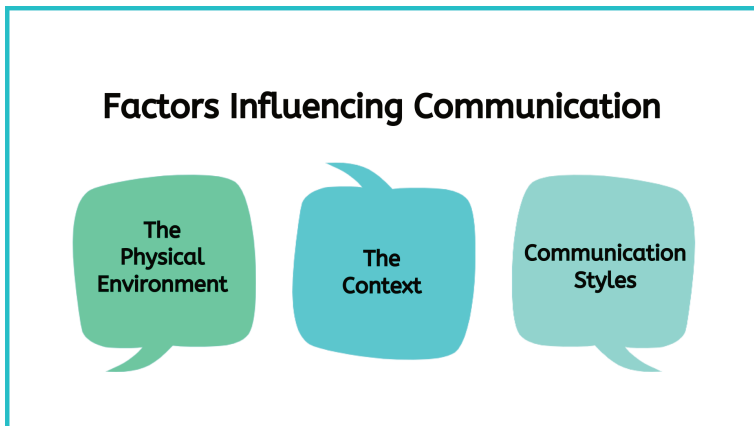 Factors Influencing Communication
The
Physical
Environment
The
Context
Communication
Styles